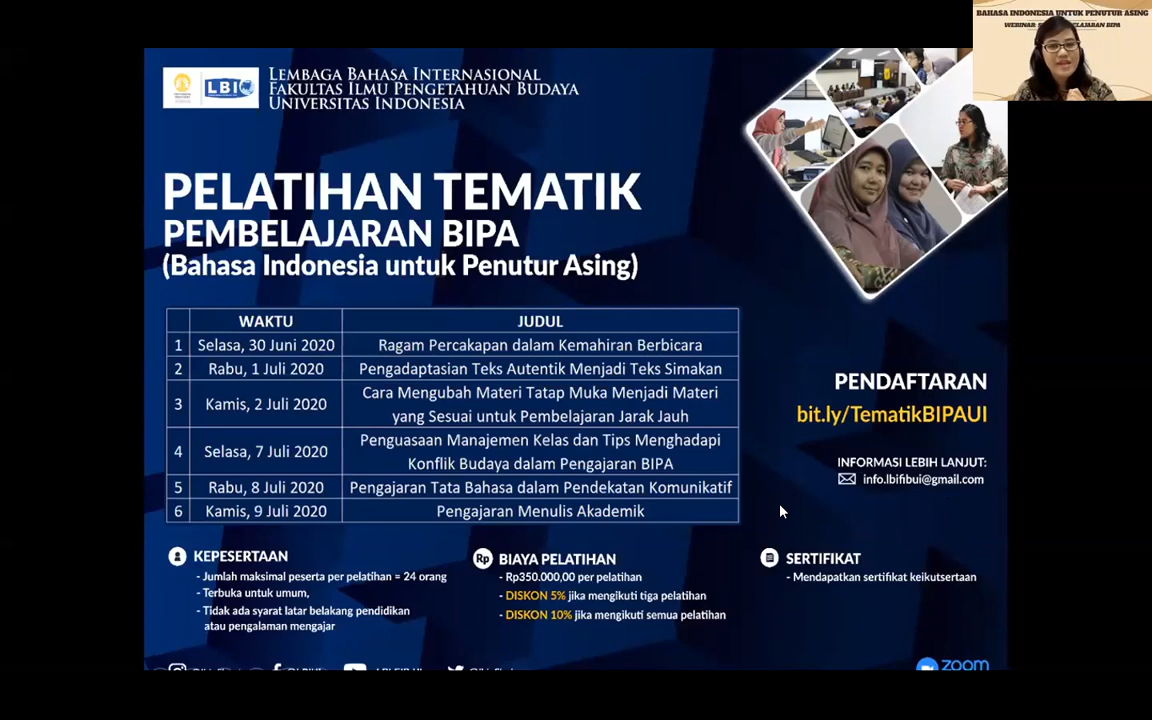 BAHASA INDONESIA UNTUK PENUTUR ASING
LBI
LEMBAGA BAHASA INTERNASIONAL
FAKULTAS ILMU PENGETAHUAN BUDAYA
UNIVERSITAS INDONESIA
PELATIHAN TEMATIK
PEMBELAJARAN BIPA
(Bahasa Indonesia untuk Penutur Asing)
WAKTU JUDUL
1 Selasa, 30 Juni 2020 Ragam Percakapan dalam Kemahiran Berbicara
2 Rabu, 1 Juli 2020 Pengadaptasian Teks Autentik Menjadi Teks Simakan
3 Kamis, 2 Juli 2020 Cara Mengubah Materi Tatap Muka Menjadi Materi
yang Sesuai untuk Pembelajaran Jarak Jauh
4 Selasa, 7 Juli 2020 Penguasaan Manajemen Kelas dan Tips Menghadapi
Konflik Budaya dalam Pengajaran BIPA
5 Rabu, 8 Juli 2020 Pengajaran Tata Bahasa dalam Pendekatan Komunikatif
6 Kamis, 9 Juli 2020 Pengajaran Menulis Akademik
PENDAFTARAN
bit.ly/TematikBIPAUI
INFORMASI LEBIH LANJUT:
info.lbifibui@gmail.com
KEPESERTAAN
- Jumlah maksimal peserta per pelatihan = 24 orang
- Terbuka untuk umum,
- Tidak ada syarat latar belakang pendidikan
atau pengalaman mengajar
Rp BIAYA PELATIHAN
- Rp350.000,00 per pelatihan
- DISKON 5% jika mengikuti tiga pelatihan
- DISKON 10% jika mengikuti semua pelatihan
SERTIFIKAT
- Mendapatkan sertifikat keikutsertaan
zoom